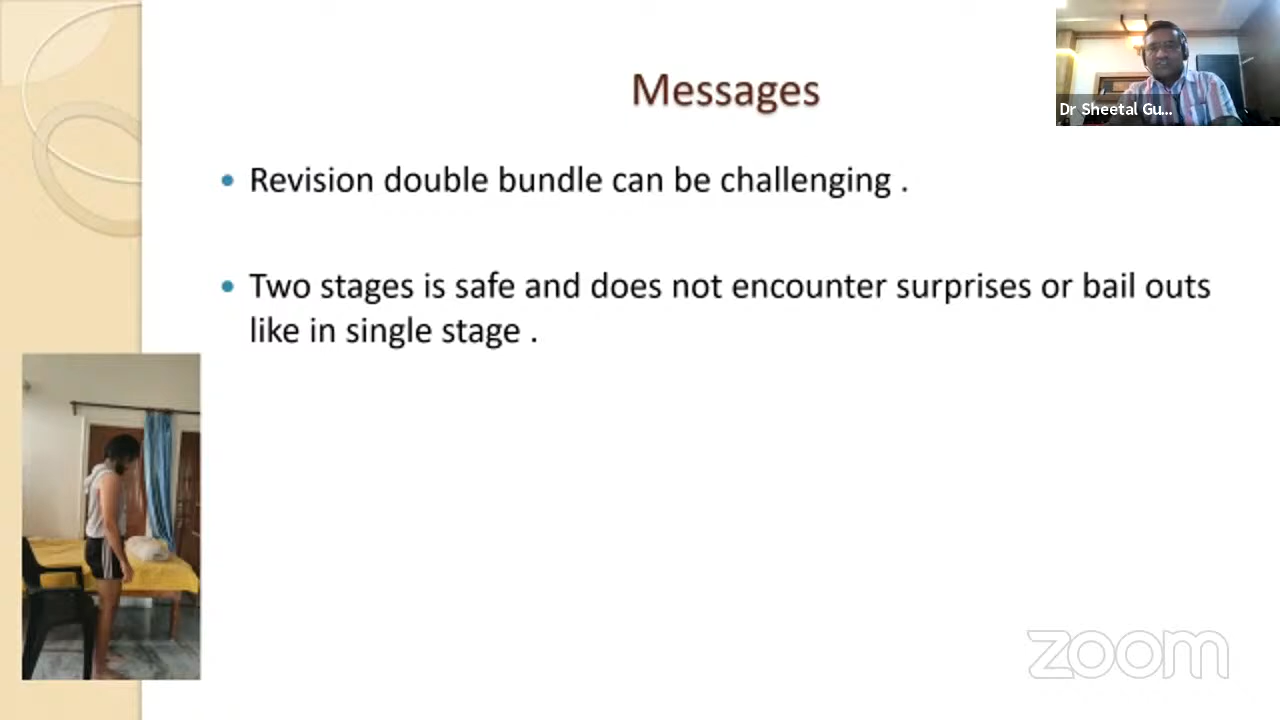 Messages
Dr Sheetal Gu...
• Revision double bundle can be challenging .
• Two stages is safe and does not encounter surprises or bail outs
like in single stage .
zoom